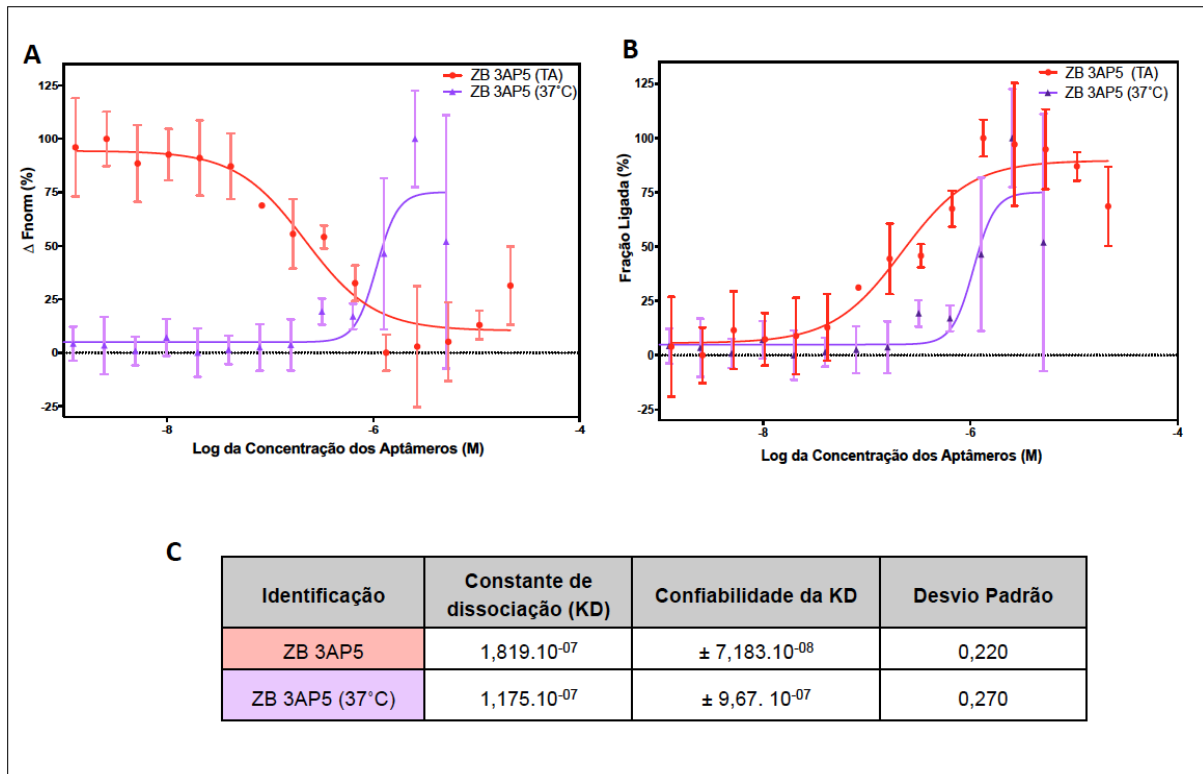 A
ZB 3AP5 (TA)
ZB 3AP5 (37˚C)
125
100
75
50
25
0
-25
Δ Fnorm (%)
-8
-6
-4
Log da Concentração dos Aptâmeros (M)
B
ZB 3AP5 (TA)
ZB 3AP5 (37˚C)
125
100
75
50
25
0
-25
Fração Ligada (%)
-8
-6
-4
Log da Concentração dos Aptâmeros (M)
C
Identificação
Constante de
dissociação (KD)
Confiabilidade da KD
Desvio Padrão
ZB 3AP5
1,819.10⁻⁰⁷
± 7,183.10⁻⁰⁸
0,220
ZB 3AP5 (37˚C)
1,175.10⁻⁰⁷
± 9,67. 10⁻⁰⁷
0,270